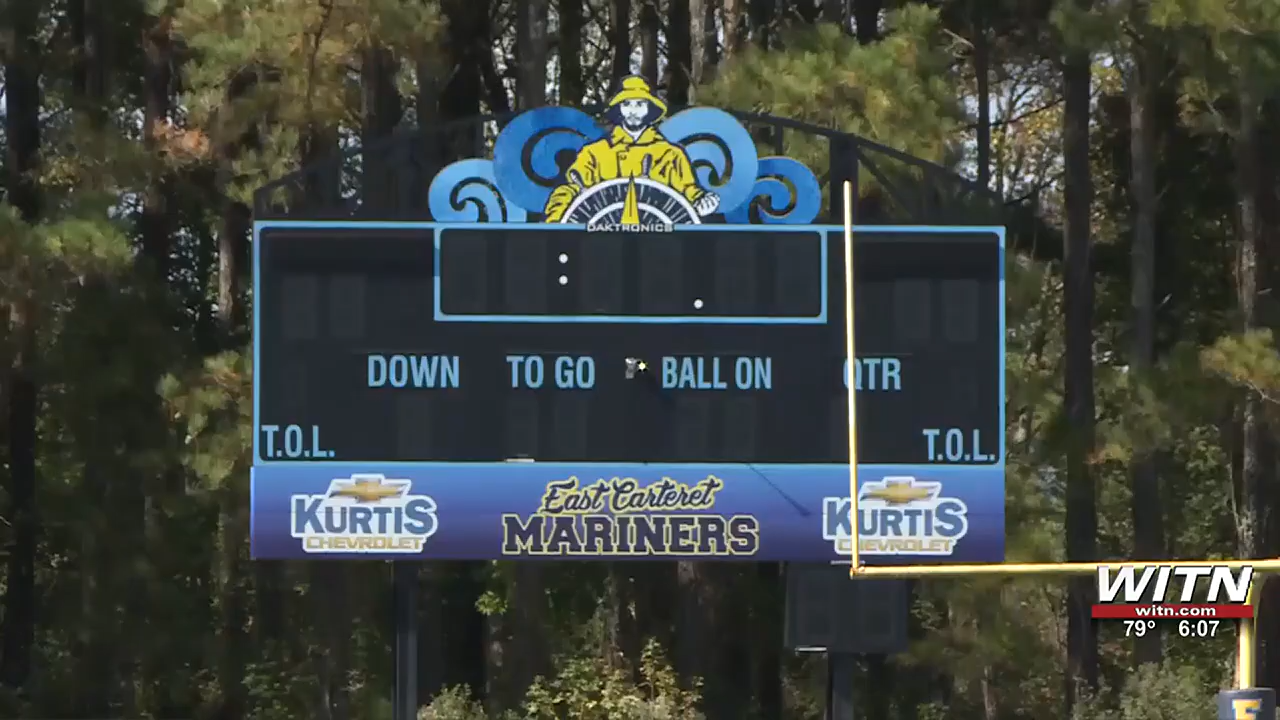 DAKTRONICS
DOWN TO GO BALL ON QTR
T.O.L. T.O.L.
KURTIS CHEVROLET
East Carteret
MARINERS
KURTIS CHEVROLET
WITN
witn.com
79° 6:07
E